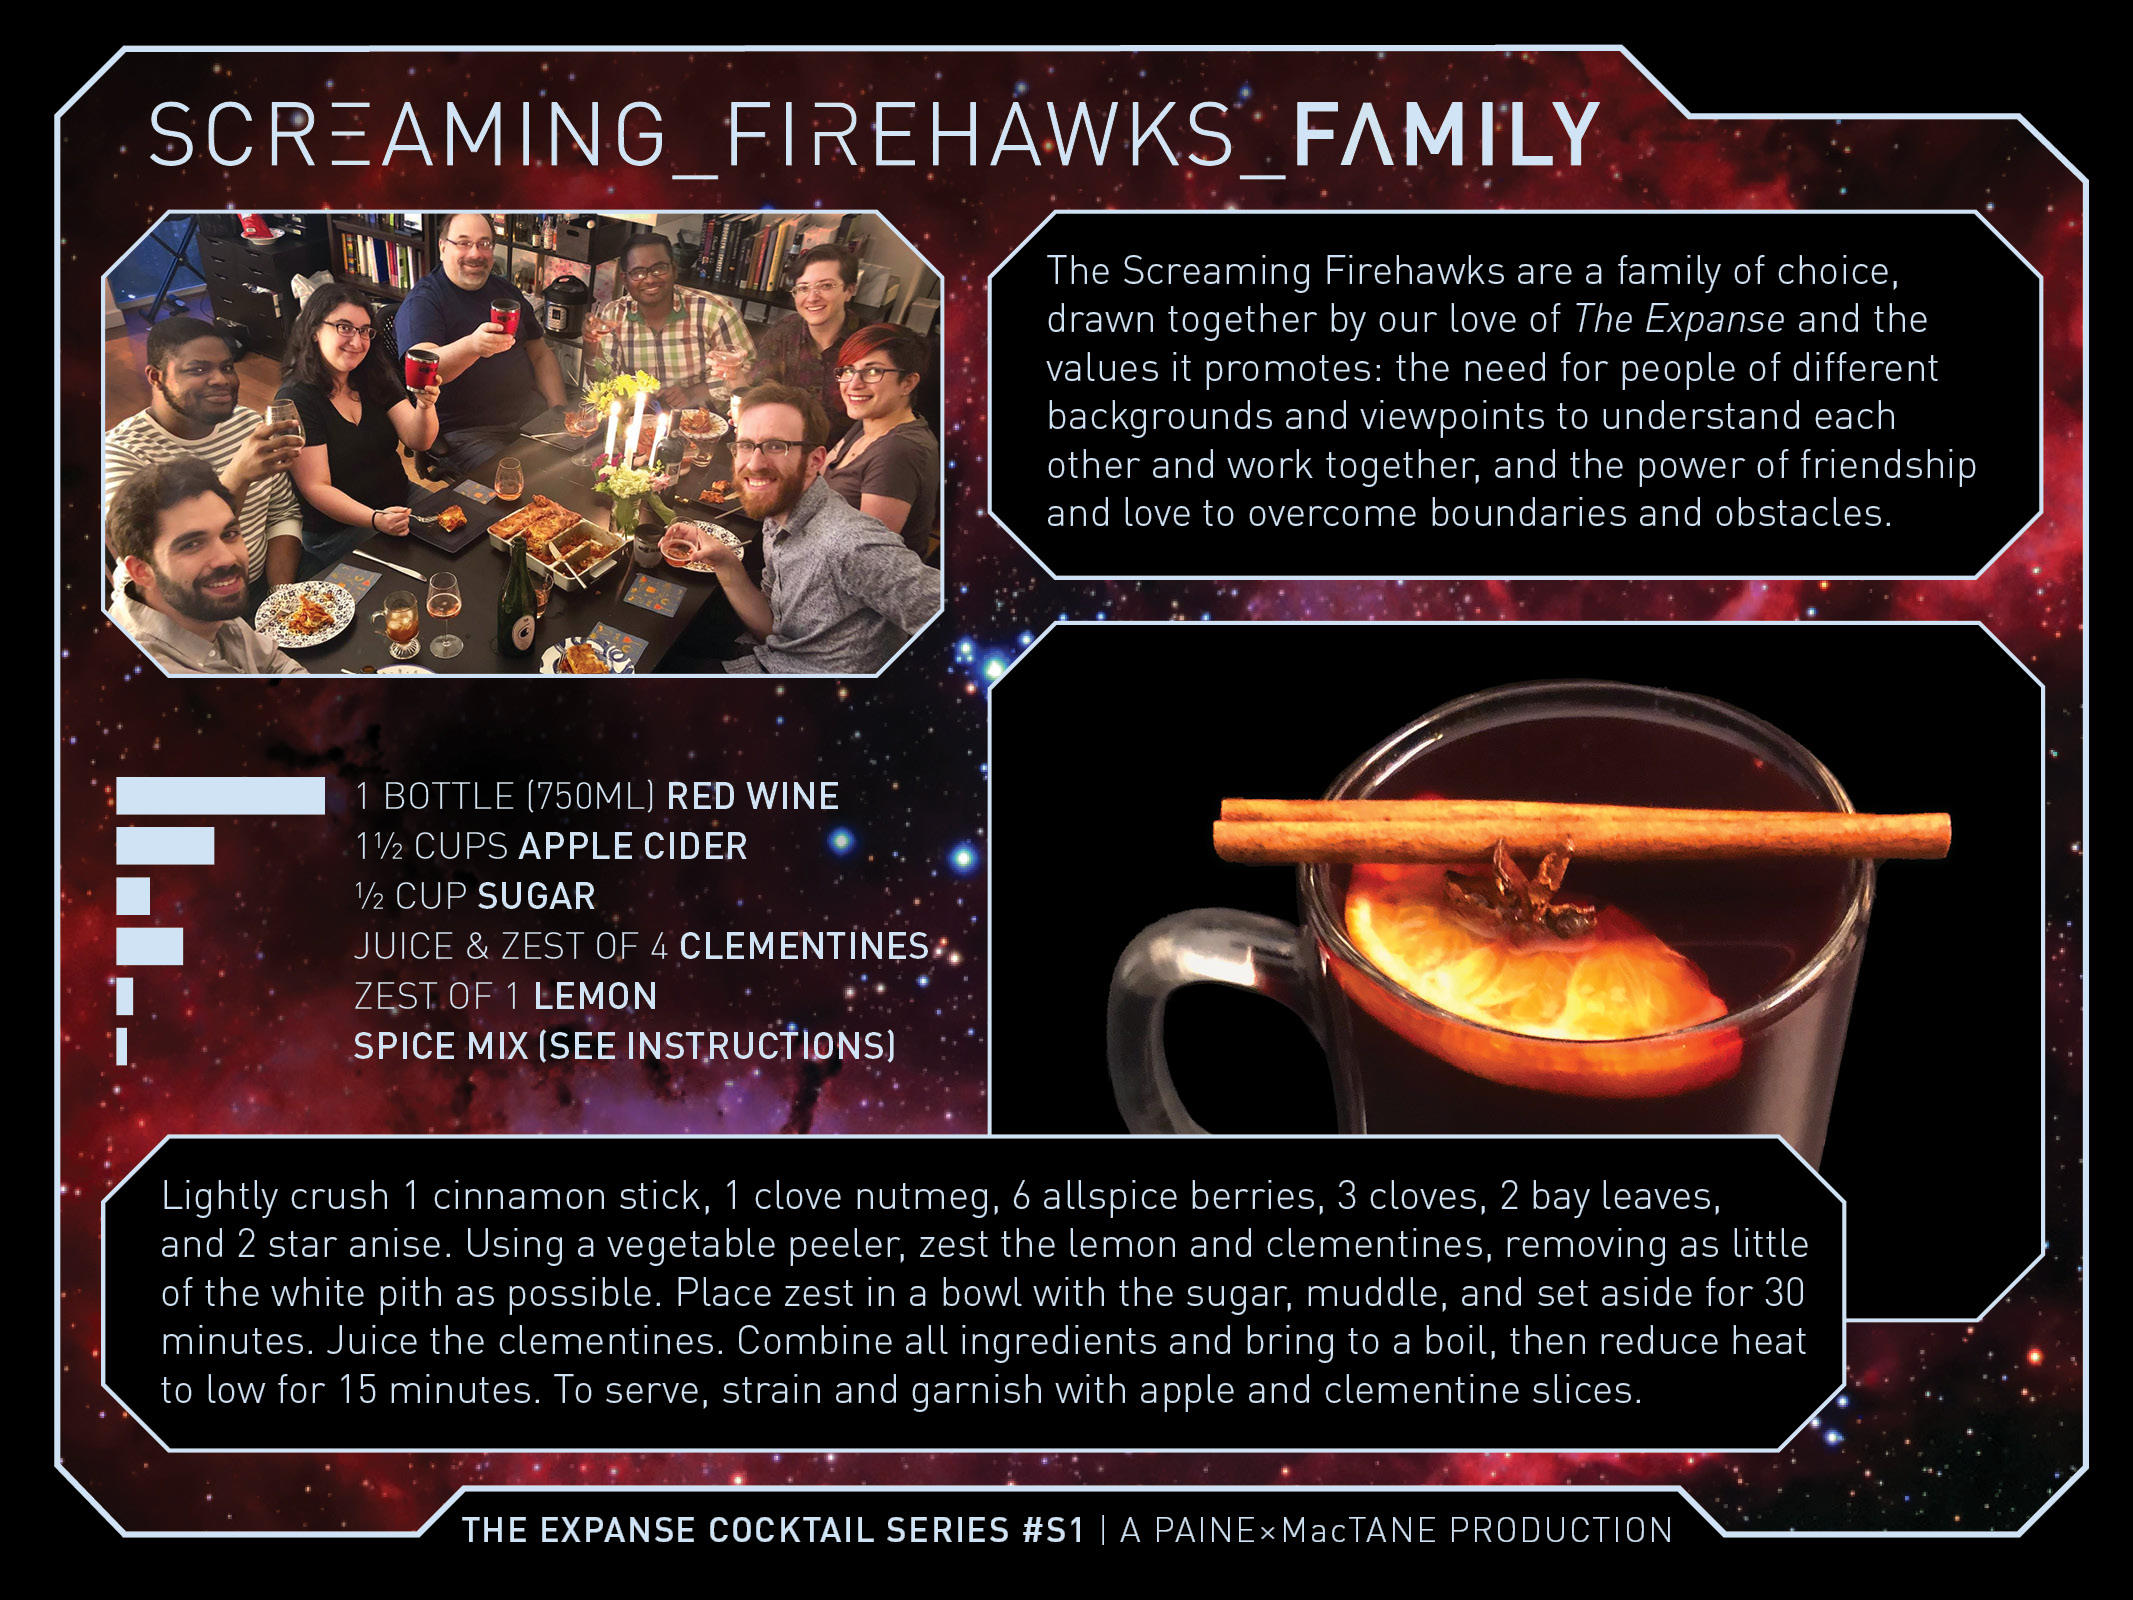 SCREAMING_FIREHAWKS_FAMILY
The Screaming Firehawks are a family of choice,
drawn together by our love of The Expanse and the
values it promotes: the need for people of different
backgrounds and viewpoints to understand each
other and work together, and the power of friendship
and love to overcome boundaries and obstacles.
1 BOTTLE (750ML) RED WINE
1½ CUPS APPLE CIDER
½ CUP SUGAR
JUICE & ZEST OF 4 CLEMENTINES
ZEST OF 1 LEMON
SPICE MIX (SEE INSTRUCTIONS)
Lightly crush 1 cinnamon stick, 1 clove nutmeg, 6 allspice berries, 3 cloves, 2 bay leaves,
and 2 star anise. Using a vegetable peeler, zest the lemon and clementines, removing as little
of the white pith as possible. Place zest in a bowl with the sugar, muddle, and set aside for 30
minutes. Juice the clementines. Combine all ingredients and bring to a boil, then reduce heat
to low for 15 minutes. To serve, strain and garnish with apple and clementine slices.
THE EXPANSE COCKTAIL SERIES #S1 | A PAINE×MacTANE PRODUCTION